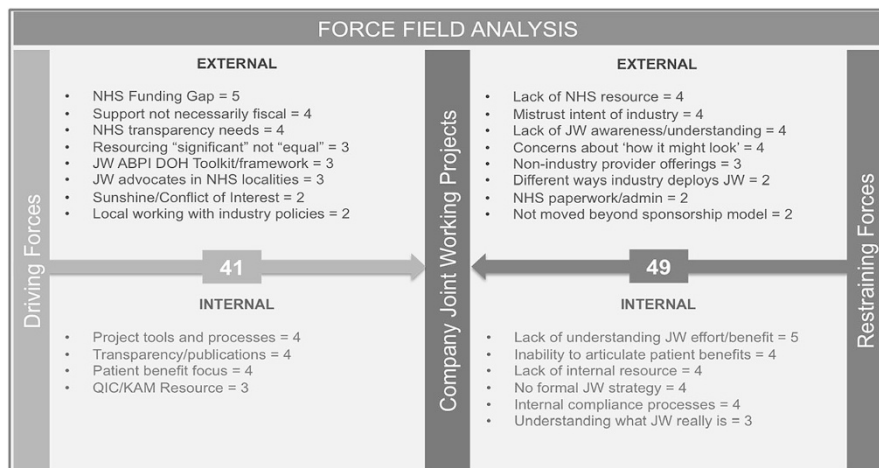 FORCE FIELD ANALYSIS
Driving Forces
EXTERNAL
• NHS Funding Gap = 5
• Support not necessarily fiscal = 4
• NHS transparency needs = 4
• Resourcing “significant” not “equal” = 3
• JW ABPI DOH Toolkit/framework = 3
• JW advocates in NHS localities = 3
• Sunshine/Conflict of Interest = 2
• Local working with industry policies = 2
41
INTERNAL
• Project tools and processes = 4
• Transparency/publications = 4
• Patient benefit focus = 4
• QIC/KAM Resource = 3
Company Joint Working Projects
EXTERNAL
• Lack of NHS resource = 4
• Mistrust intent of industry = 4
• Lack of JW awareness/understanding = 4
• Concerns about ‘how it might look’ = 4
• Non-industry provider offerings = 3
• Different ways industry deploys JW = 2
• NHS paperwork/admin = 2
• Not moved beyond sponsorship model = 2
49
INTERNAL
• Lack of understanding JW effort/benefit = 5
• Inability to articulate patient benefits = 4
• Lack of internal resource = 4
• No formal JW strategy = 4
• Internal compliance processes = 4
• Understanding what JW really is = 3
Restraining Forces